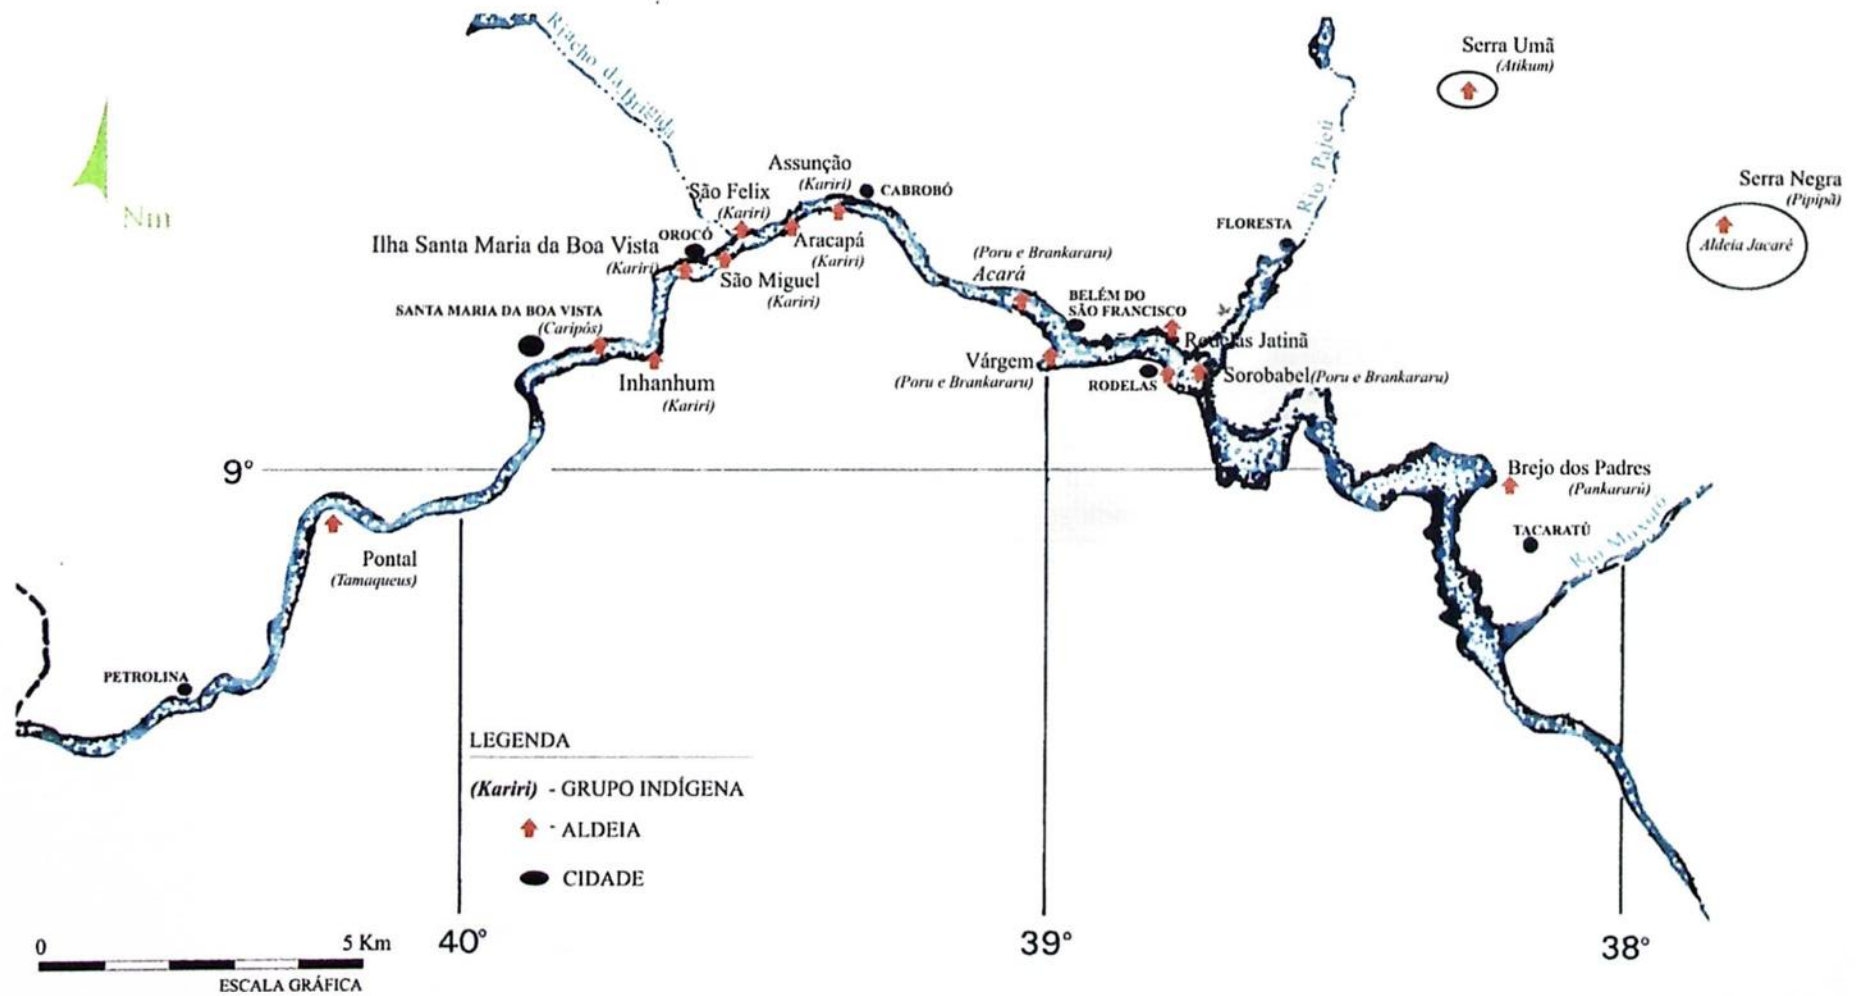 Riacho da Brigida
Serra Umã
(Atikum)
Rio Pajeú
Serra Negra
(Pipipã)
Aldeia Jacaré
Nm
Assunção
(Kariri)
CABROBÓ
São Felix
(Kariri)
OROCÓ
Aracapá
(Kariri)
Ilha Santa Maria da Boa Vista
(Kariri)
São Miguel
(Kariri)
FLORESTA
(Poru e Brankararu)
Acará
BELÉM DO
SÃO FRANCISCO
SANTA MARIA DA BOA VISTA
(Caripós)
Inhanhum
(Kariri)
Rodelas Jatinã
Várgem
(Poru e Brankararu)
RODELAS
Sorobabel (Poru e Brankararu)
9°
Brejo dos Padres
(Pankararú)
TACARATÚ
Rio Moxotó
Pontal
(Tamaqueus)
PETROLINA
LEGENDA
(Kariri) - GRUPO INDÍGENA
- ALDEIA
CIDADE
40°
39°
38°
0
5 Km
ESCALA GRÁFICA